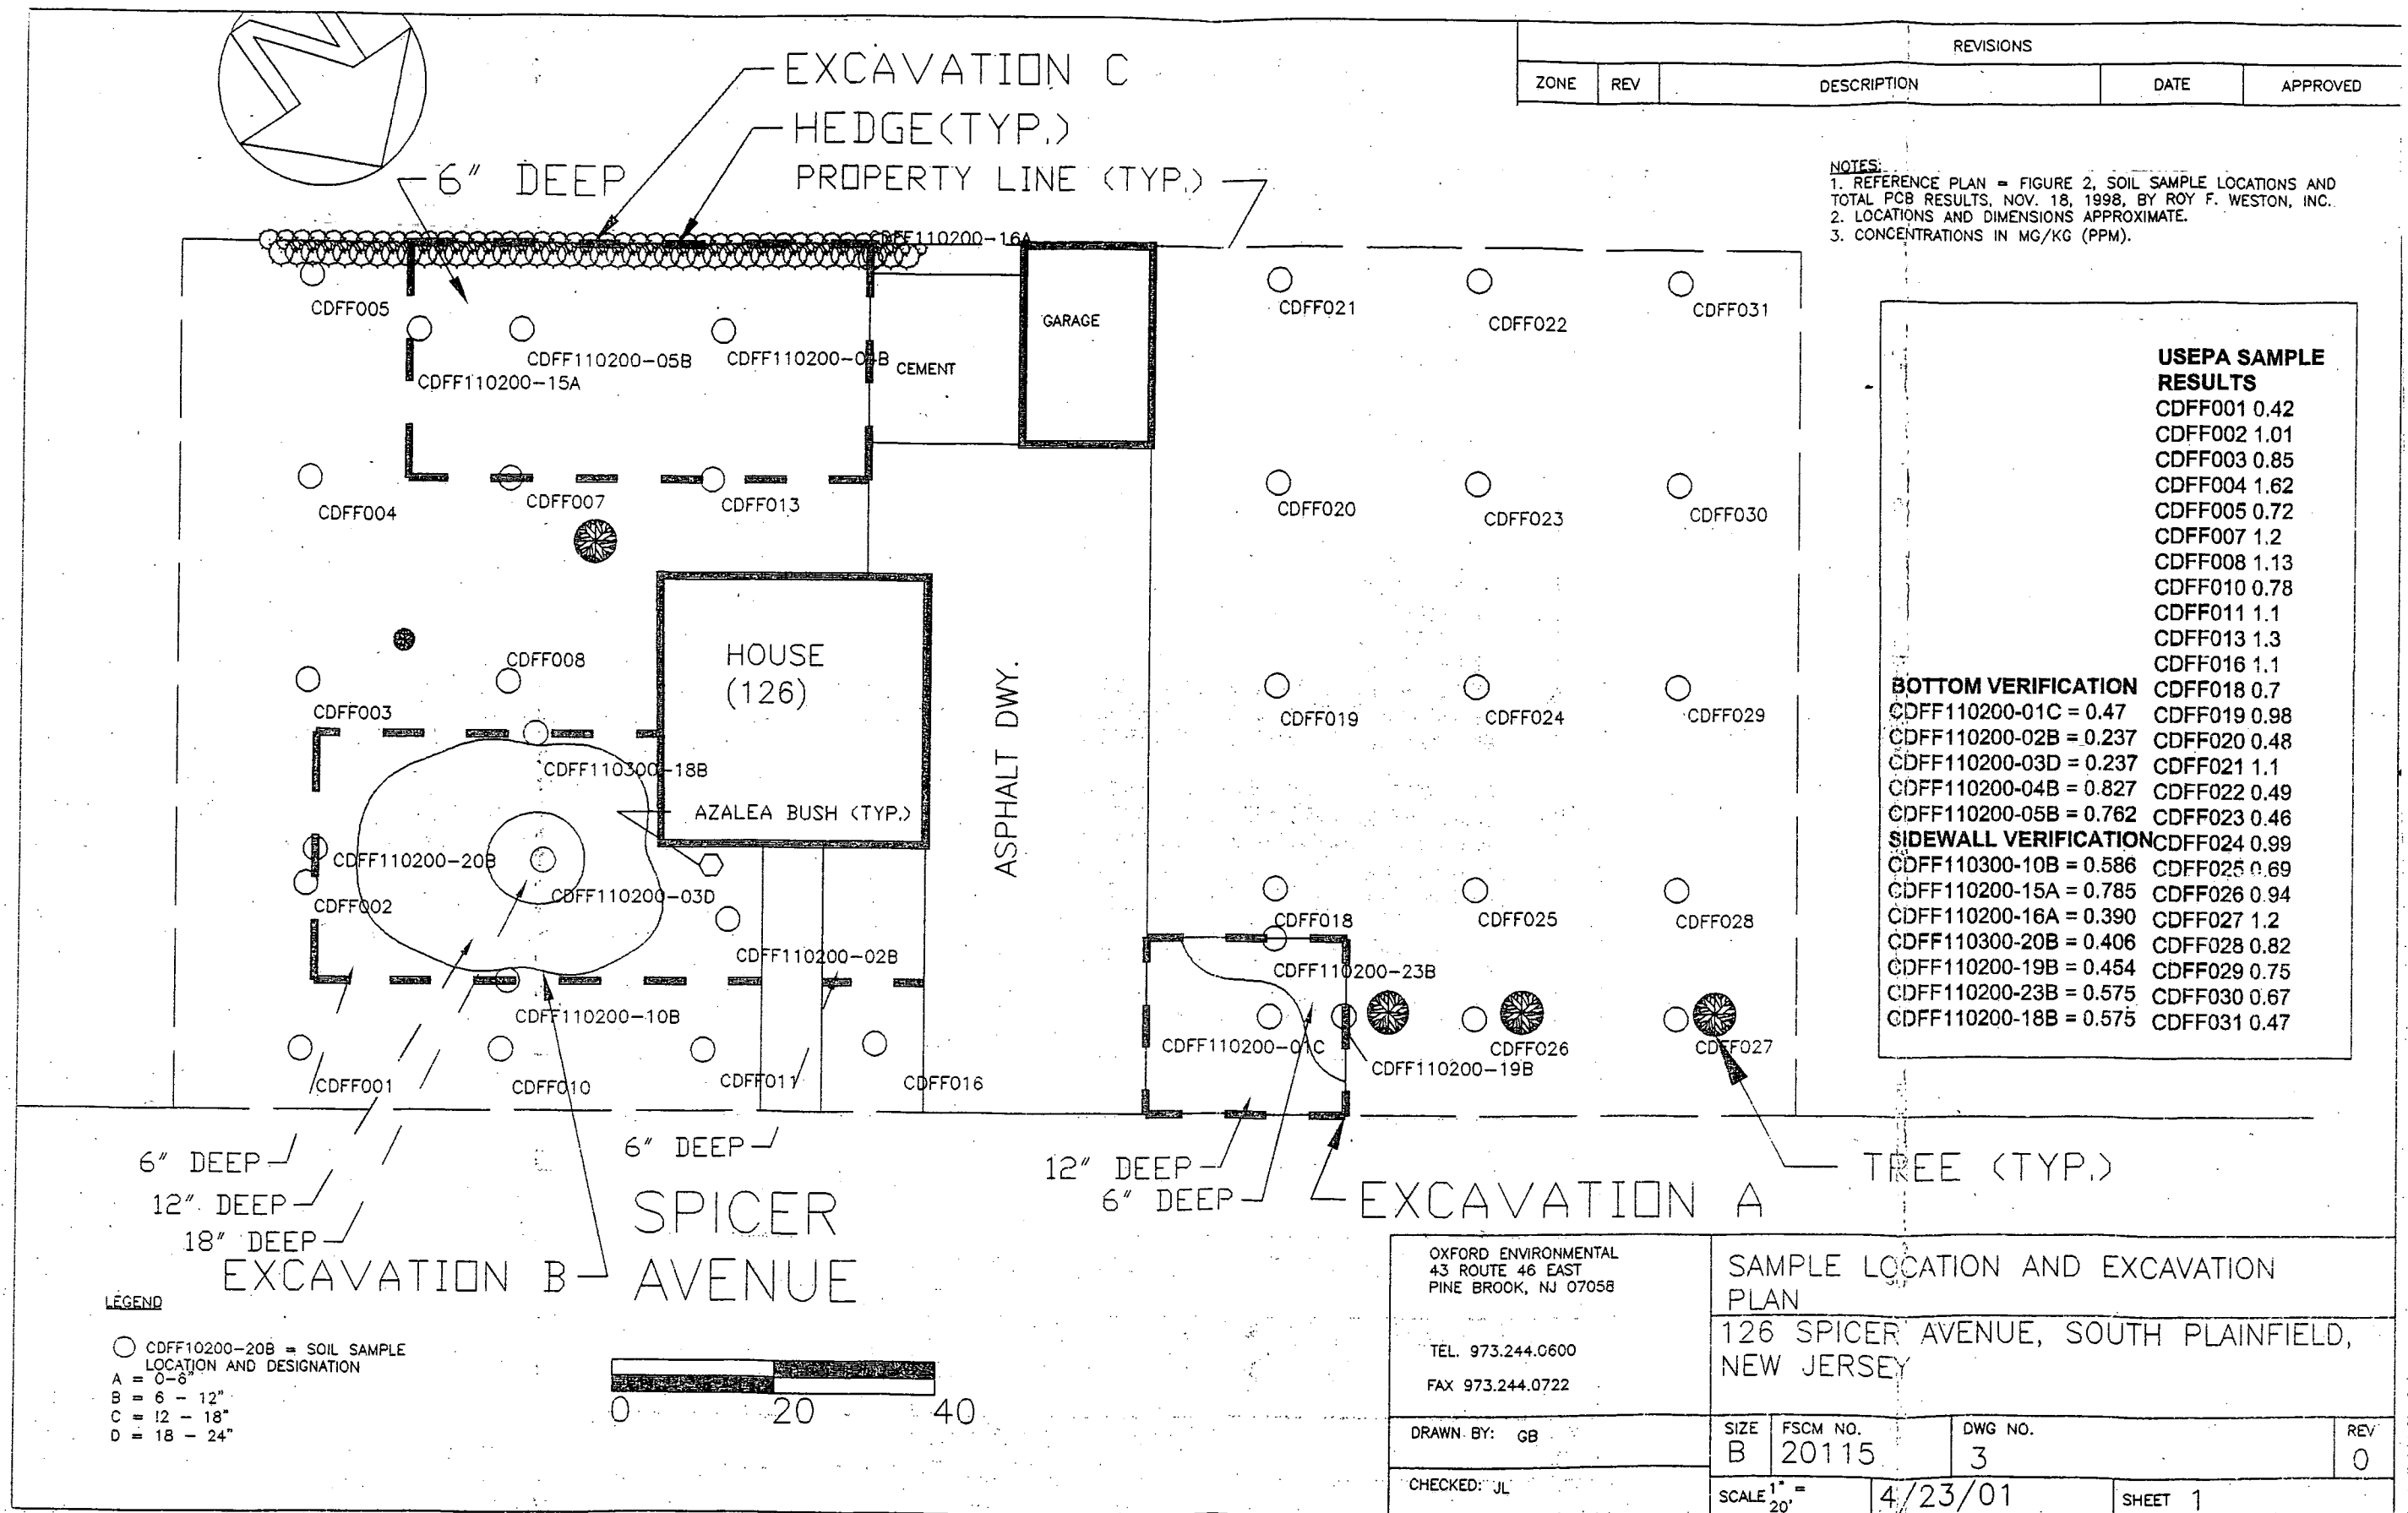 EXCAVATION C
HEDGE(TYP.)
PROPERTY LINE (TYP.)
6" DEEP
REVISIONS
ZONE REV DESCRIPTION DATE APPROVED
NOTES:
1. REFERENCE PLAN = FIGURE 2, SOIL SAMPLE LOCATIONS AND
TOTAL PCB RESULTS, NOV. 18, 1998, BY ROY F. WESTON, INC.
2. LOCATIONS AND DIMENSIONS APPROXIMATE.
3. CONCENTRATIONS IN MG/KG (PPM).
CDFF110200-16A
CDFF005
CDFF110200-15A
CDFF110200-05B
CDFF110200-04B
CEMENT
GARAGE
CDFF021
CDFF022
CDFF031
CDFF004
CDFF007
CDFF013
CDFF020
CDFF023
CDFF030
CDFF003
CDFF008
HOUSE
(126)
ASPHALT DWY.
CDFF019
CDFF024
CDFF029
CDFF110300-18B
AZALEA BUSH (TYP.)
CDFF110200-20B
CDFF002
CDFF110200-03D
CDFF110200-02B
CDFF018
CDFF025
CDFF028
CDFF110200-23B
CDFF110200-10B
CDFF110200-01C
CDFF110200-19B
CDFF026
CDFF027
CDFF001
CDFF010
CDFF011
CDFF016
USEPA SAMPLE
RESULTS
CDFF001 0.42
CDFF002 1.01
CDFF003 0.85
CDFF004 1.62
CDFF005 0.72
CDFF007 1.2
CDFF008 1.13
CDFF010 0.78
CDFF011 1.1
CDFF013 1.3
CDFF016 1.1
BOTTOM VERIFICATION CDFF018 0.7
CDFF110200-01C = 0.47 CDFF019 0.98
CDFF110200-02B = 0.237 CDFF020 0.48
CDFF110200-03D = 0.237 CDFF021 1.1
CDFF110200-04B = 0.827 CDFF022 0.49
CDFF110200-05B = 0.762 CDFF023 0.46
SIDEWALL VERIFICATION CDFF024 0.99
CDFF110300-10B = 0.586 CDFF025 0.69
CDFF110200-15A = 0.785 CDFF026 0.94
CDFF110200-16A = 0.390 CDFF027 1.2
CDFF110300-20B = 0.406 CDFF028 0.82
CDFF110200-19B = 0.454 CDFF029 0.75
CDFF110200-23B = 0.575 CDFF030 0.67
CDFF110200-18B = 0.575 CDFF031 0.47
6" DEEP
12" DEEP
18" DEEP
EXCAVATION B
6" DEEP
SPICER
AVENUE
12" DEEP
6" DEEP
EXCAVATION A
TREE (TYP.)
LEGEND
CDFF10200-20B = SOIL SAMPLE
LOCATION AND DESIGNATION
A = 0-6"
B = 6 - 12"
C = 12 - 18"
D = 18 - 24"
0 20 40
OXFORD ENVIRONMENTAL
43 ROUTE 46 EAST
PINE BROOK, NJ 07058
TEL. 973.244.0600
FAX 973.244.0722
DRAWN BY: GB
CHECKED: JL
SAMPLE LOCATION AND EXCAVATION
PLAN
126 SPICER AVENUE, SOUTH PLAINFIELD,
NEW JERSEY
SIZE FSCM NO. DWG NO. REV
B 20115 3 0
SCALE 1" = 20' 4/23/01 SHEET 1